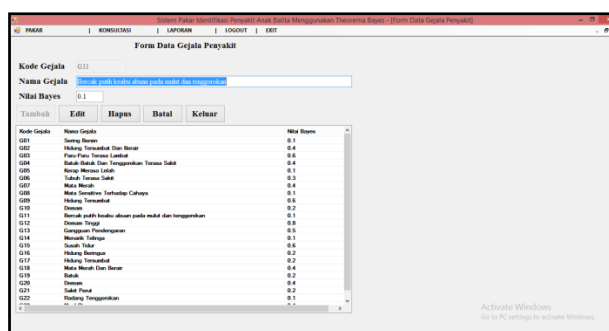 Sistem Pakar Identifikasi Penyakit Anak Balita Menggunakan Theorema Bayes - [Form Data Gejala Penyakit]
PAKAR | KONSULTASI | LAPORAN | LOGOUT | EXIT
Form Data Gejala Penyakit
Kode Gejala G11
Nama Gejala Bercak putih keabu abuan pada mulut dan tenggorokan
Nilai Bayes 0.1
Tambah Edit Hapus Batal Keluar
Kode Gejala Nama Gejala Nilai Bayes
G01 Sering Bersin 0.1
G02 Hidung Tersumbat Dan Berair 0.4
G03 Paru-Paru Terasa Lambat 0.6
G04 Batuk-Batuk Dan Tenggorokan Terasa Sakit 0.4
G05 Kerap Merasa Lelah 0.1
G06 Tubuh Terasa Sakit 0.3
G07 Mata Merah 0.4
G08 Mata Sensitive Terhadap Cahaya 0.1
G09 Hidung Tersumbat 0.6
G10 Demam 0.2
G11 Bercak putih keabu abuan pada mulut dan tenggorokan 0.1
G12 Demam Tinggi 0.8
G13 Gangguan Pendengaran 0.5
G14 Menarik Telinga 0.1
G15 Susah Tidur 0.6
G16 Hidung Beringus 0.2
G17 Hidung Tersumbat 0.2
G18 Mata Merah Dan Berair 0.4
G19 Batuk 0.2
G20 Demam 0.4
G21 Sakit Perut 0.2
G22 Radang Tenggorokan 0.1
Activate Windows
Go to PC settings to activate Windows.